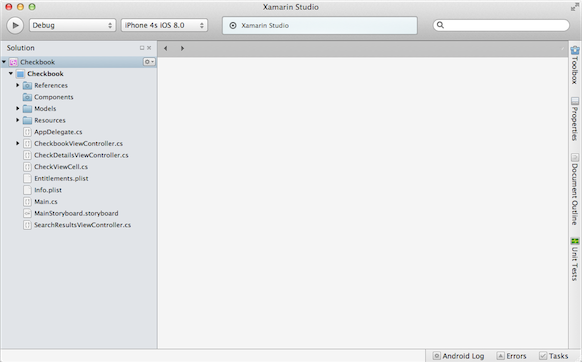 Xamarin Studio
Debug
iPhone 4s iOS 8.0
Xamarin Studio
Solution
Checkbook
Checkbook
References
Components
Models
Resources
AppDelegate.cs
CheckbookViewController.cs
CheckDetailsViewController.cs
CheckViewCell.cs
Entitlements.plist
Info.plist
Main.cs
MainStoryboard.storyboard
SearchResultsViewController.cs
Toolbox
Properties
Document Outline
Unit Tests
Android Log
Errors
Tasks